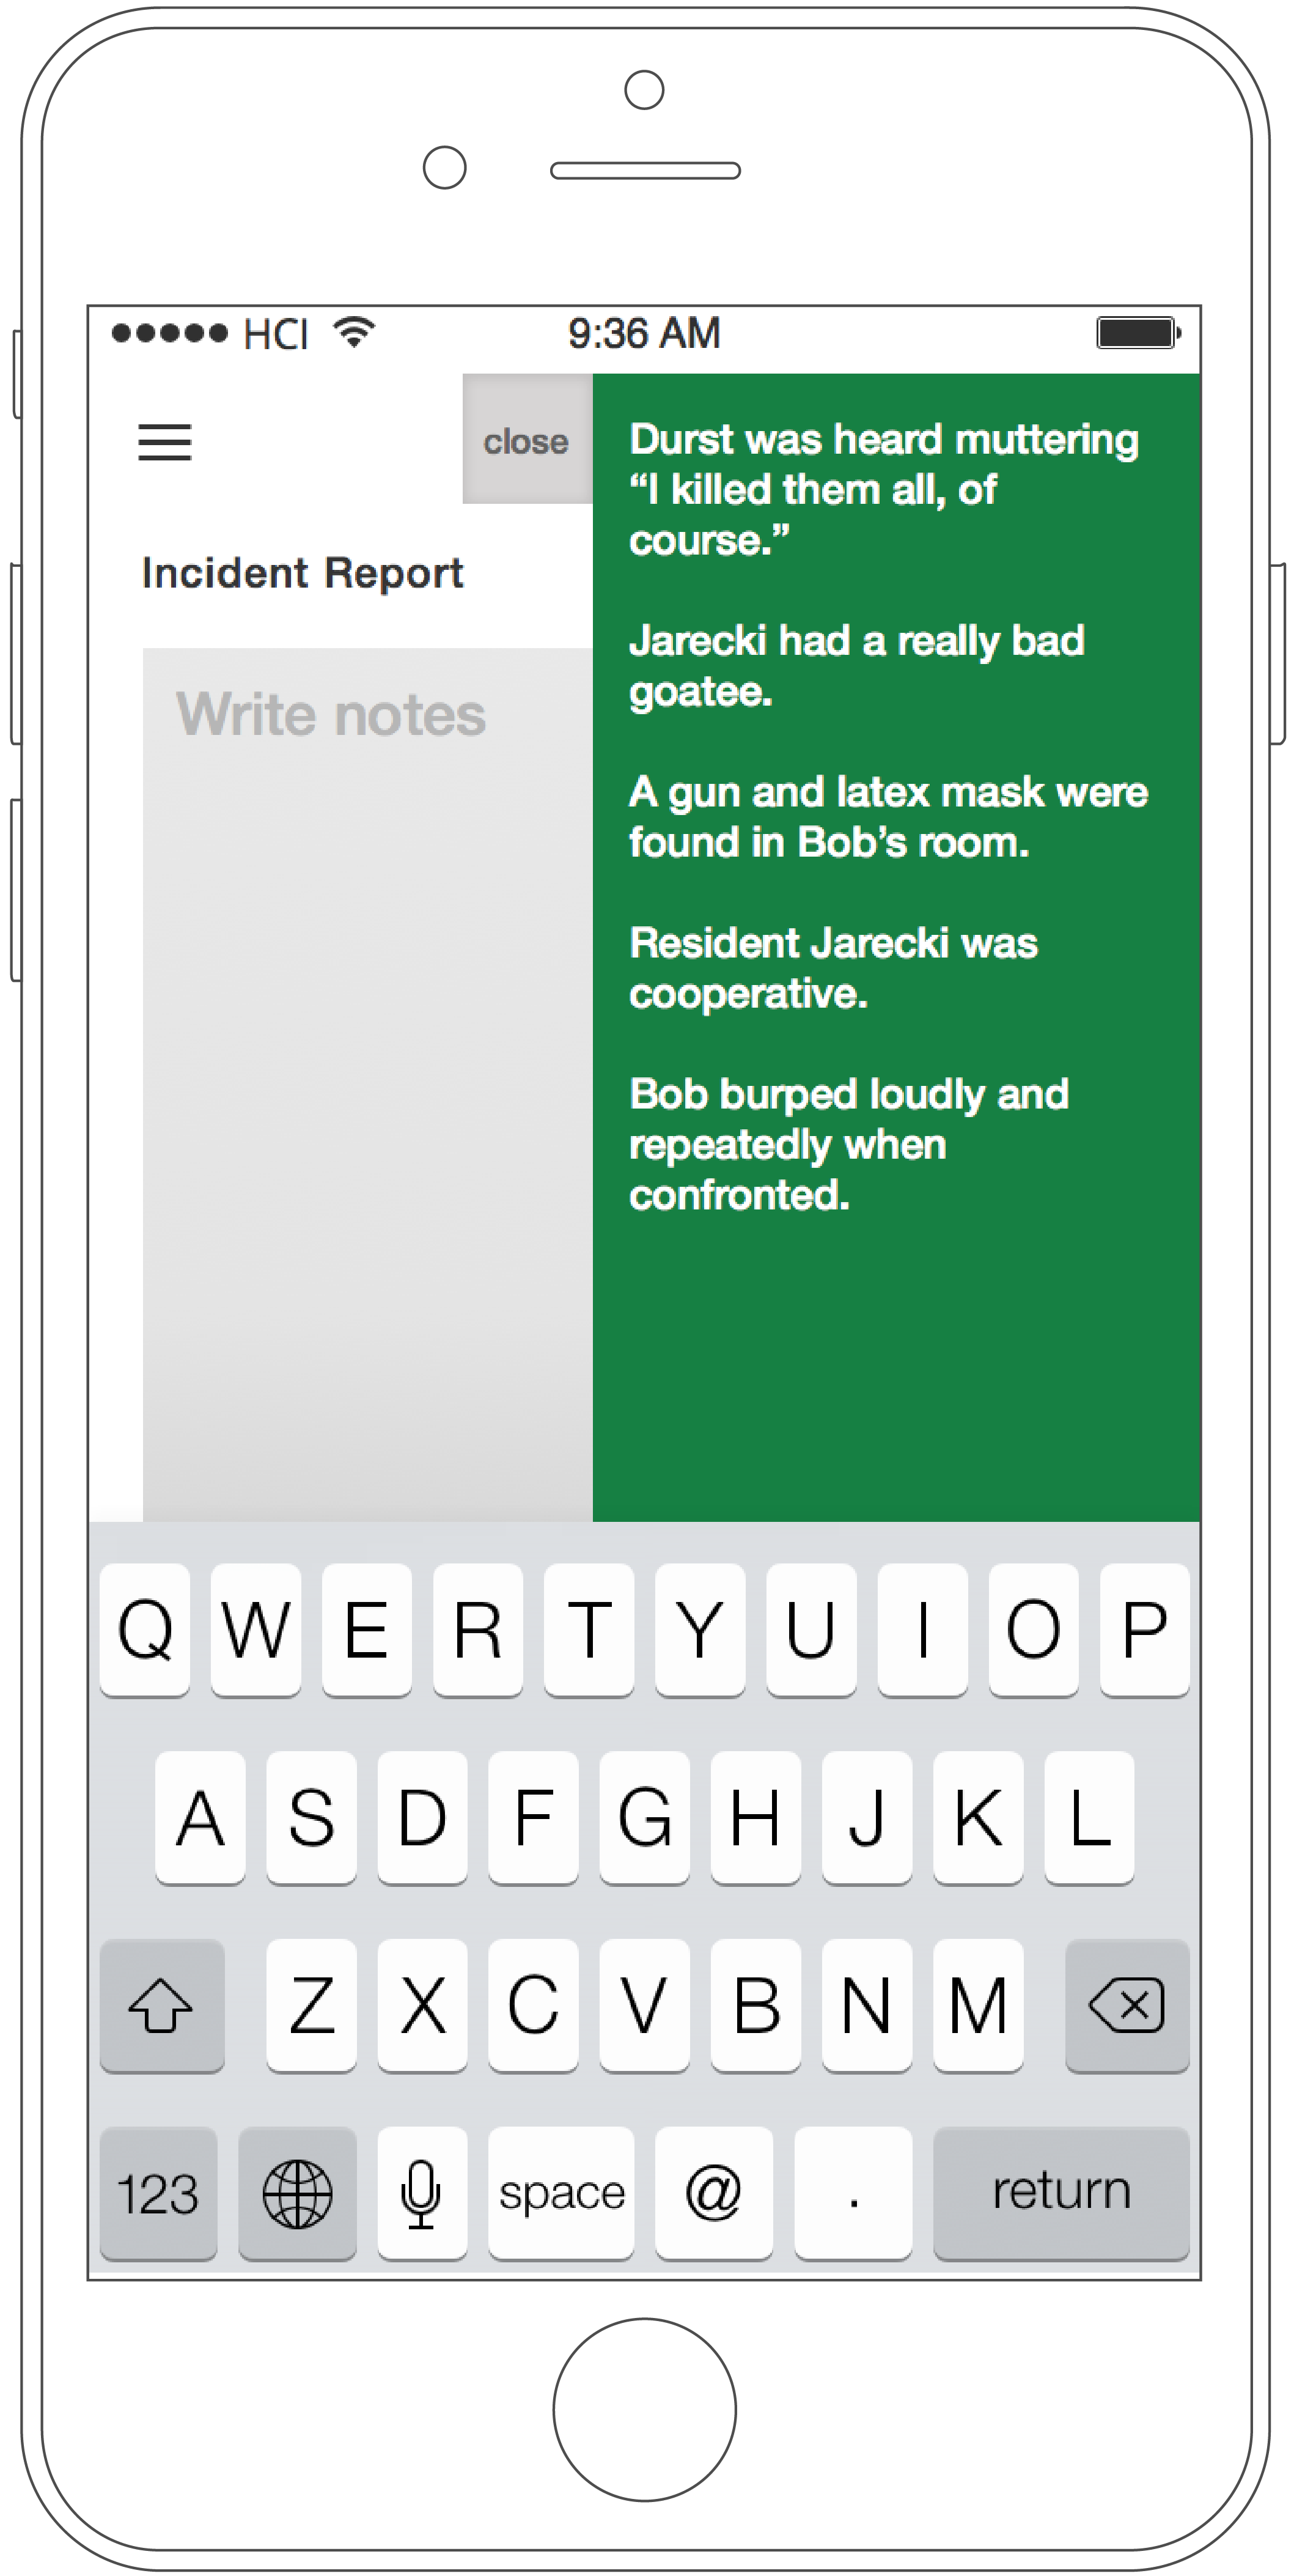 HCI 9:36 AM
close
Incident Report
Write notes
Durst was heard muttering
“I killed them all, of
course.”
Jarecki had a really bad
goatee.
A gun and latex mask were
found in Bob’s room.
Resident Jarecki was
cooperative.
Bob burped loudly and
repeatedly when
confronted.
Q W E R T Y U I O P
A S D F G H J K L
Z X C V B N M
123 space @ . return